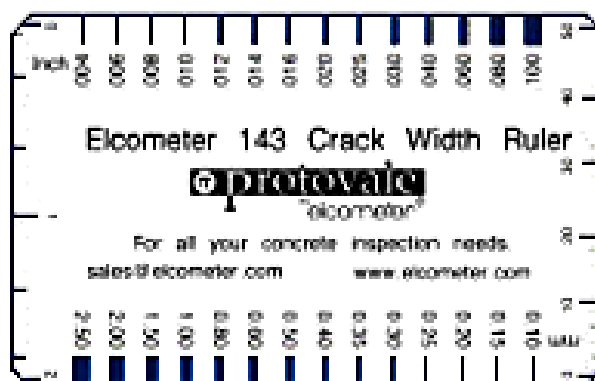 inch .004 .006 .008 .010 .012 .014 .016 .020 .025 .030 .040 .060 .080 .100
Elcometer 143 Crack Width Ruler
protovale
"elcometer"
For all your concrete inspection needs.
sales@elcometer.com www.elcometer.com
2.50 2.00 1.50 1.00 0.80 0.60 0.50 0.40 0.35 0.30 0.25 0.20 0.15 0.10 mm